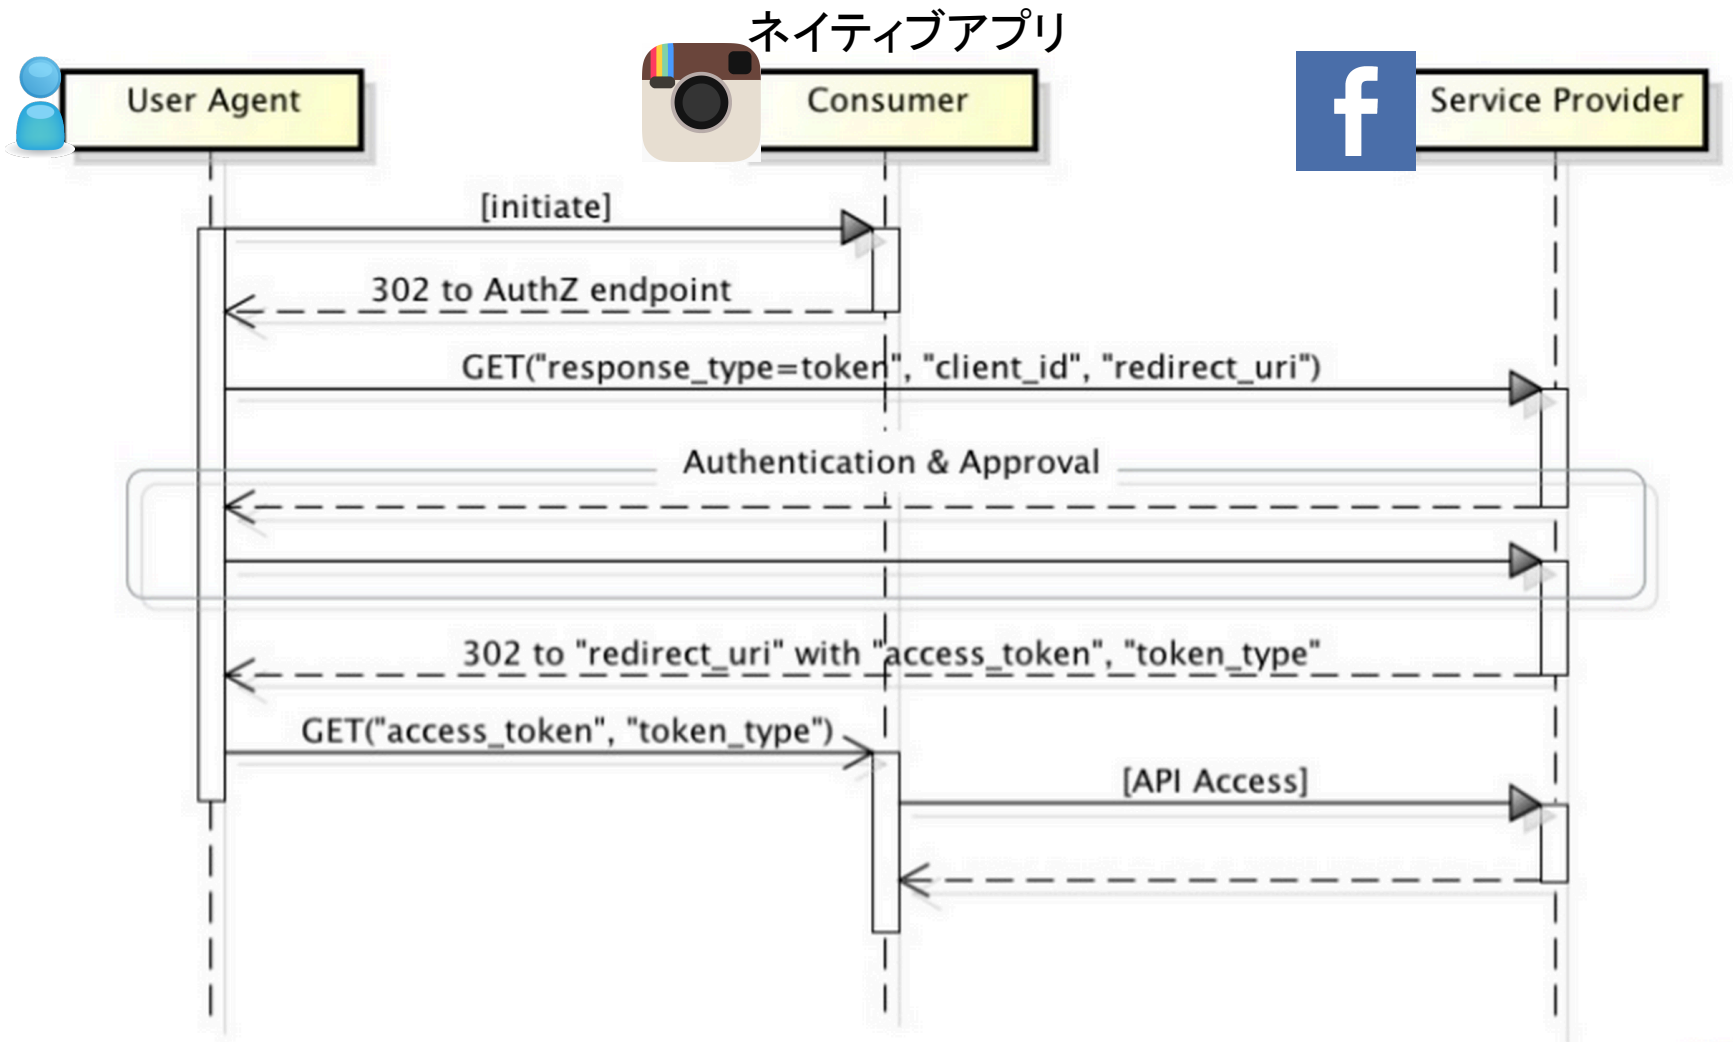 ネイティブアプリ
User Agent
Consumer
Service Provider
[initiate]
302 to AuthZ endpoint
GET("response_type=token", "client_id", "redirect_uri")
Authentication & Approval
302 to "redirect_uri" with "access_token", "token_type"
GET("access_token", "token_type")
[API Access]